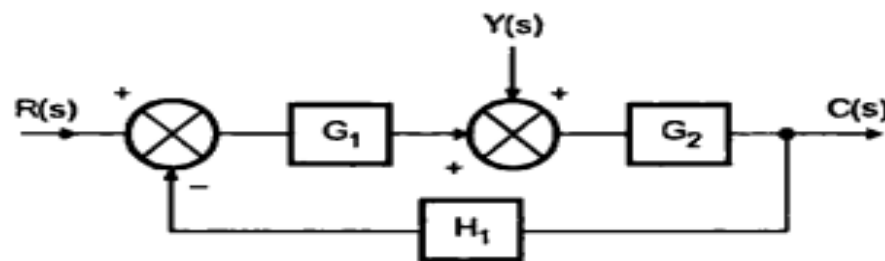 Y(s)
R(s) + G₁ + G₂ C(s)
+
−
H₁